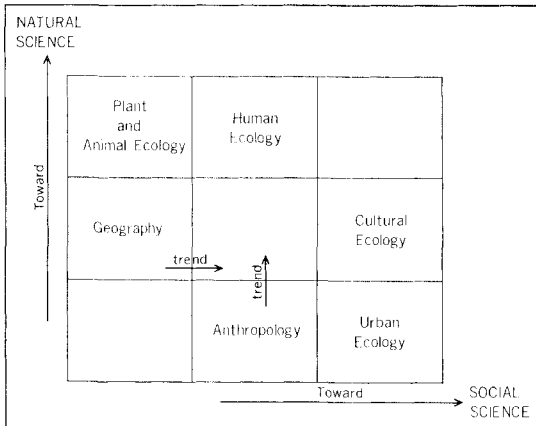 NATURAL
SCIENCE
Toward
Plant
and
Animal Ecology
Human
Ecology
Geography
trend
trend
Cultural
Ecology
Anthropology
Urban
Ecology
Toward
SOCIAL
SCIENCE